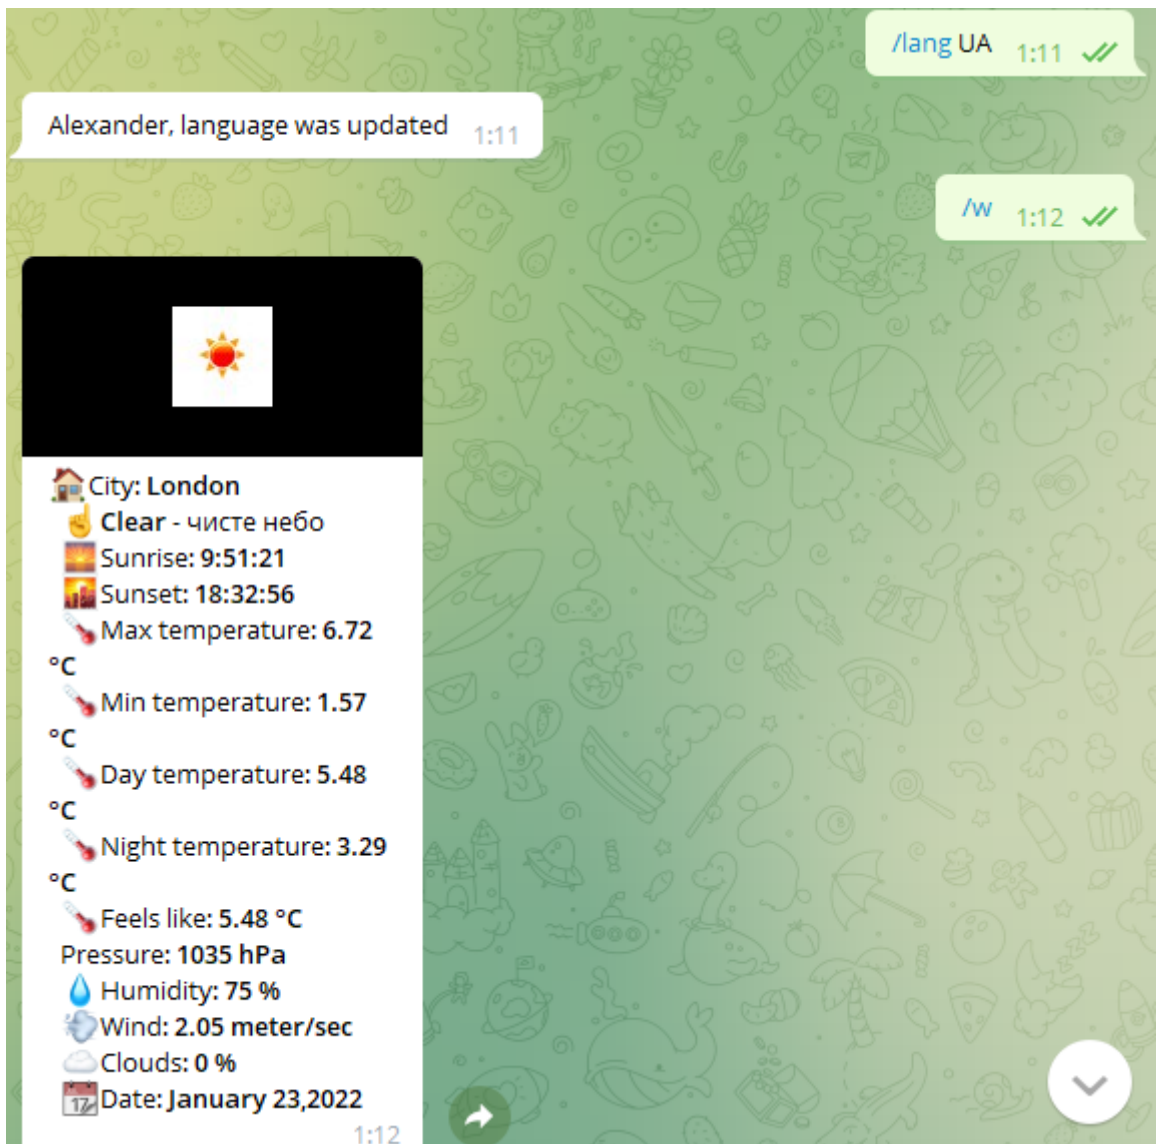 /lang UA 1:11
Alexander, language was updated 1:11
/w 1:12
City: London
Clear - чисте небо
Sunrise: 9:51:21
Sunset: 18:32:56
Max temperature: 6.72
°C
Min temperature: 1.57
°C
Day temperature: 5.48
°C
Night temperature: 3.29
°C
Feels like: 5.48 °C
Pressure: 1035 hPa
Humidity: 75 %
Wind: 2.05 meter/sec
Clouds: 0 %
17 Date: January 23,2022
1:12